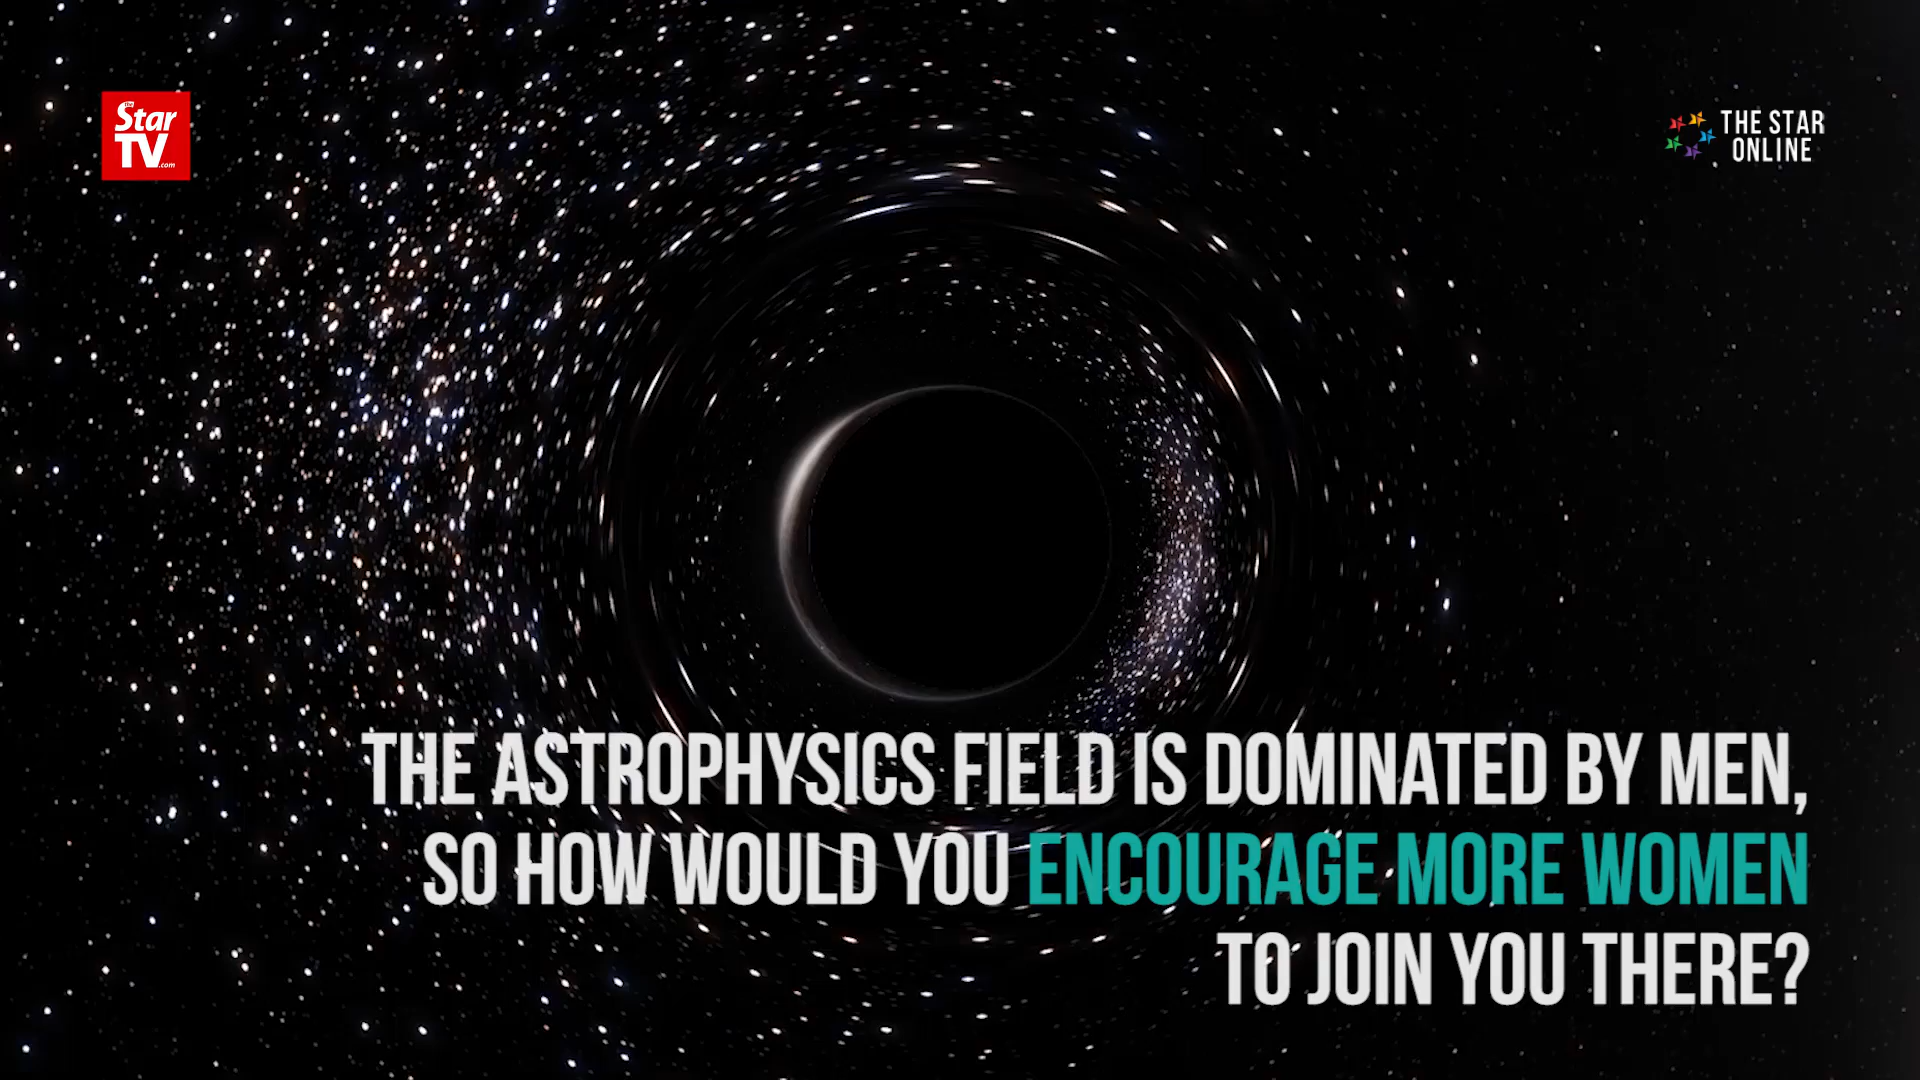 The
Star
TV.com
THE STAR
ONLINE
THE ASTROPHYSICS FIELD IS DOMINATED BY MEN,
SO HOW WOULD YOU ENCOURAGE MORE WOMEN
TO JOIN YOU THERE?